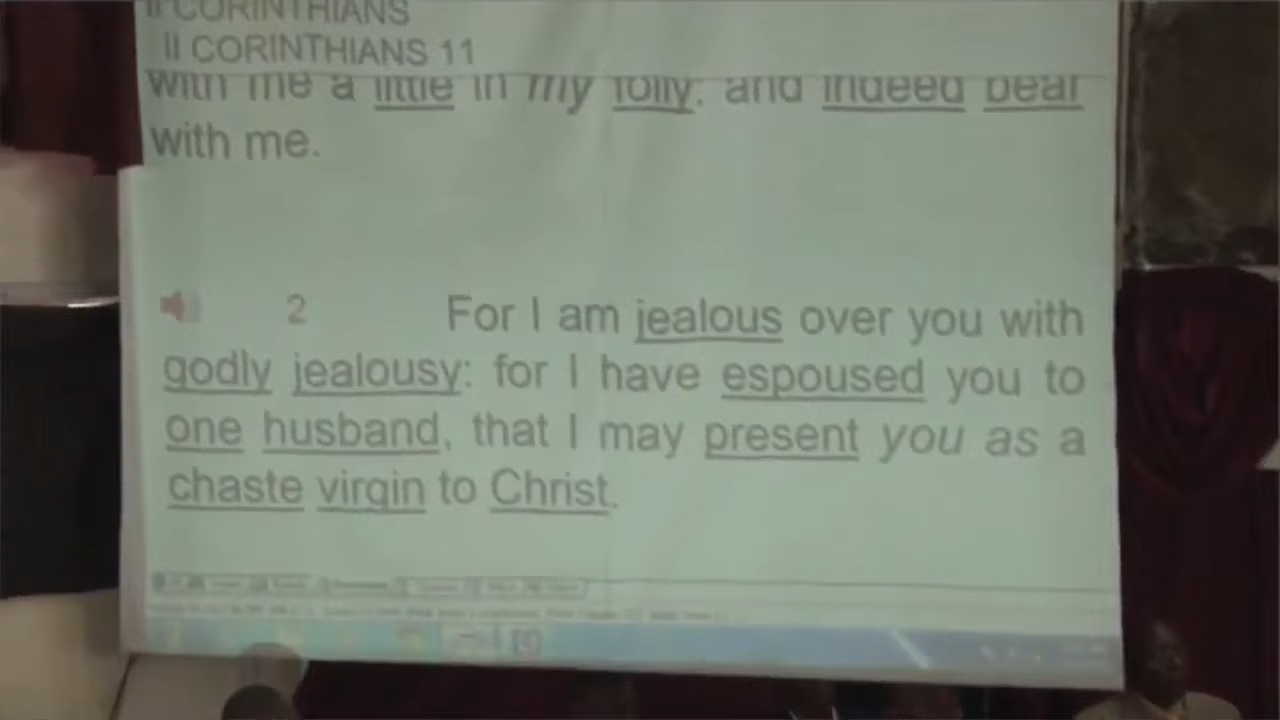 II CORINTHIANS
II CORINTHIANS 11
with me a little in my folly: and indeed bear
with me.
2 For I am jealous over you with
godly jealousy: for I have espoused you to
one husband, that I may present you as a
chaste virgin to Christ.